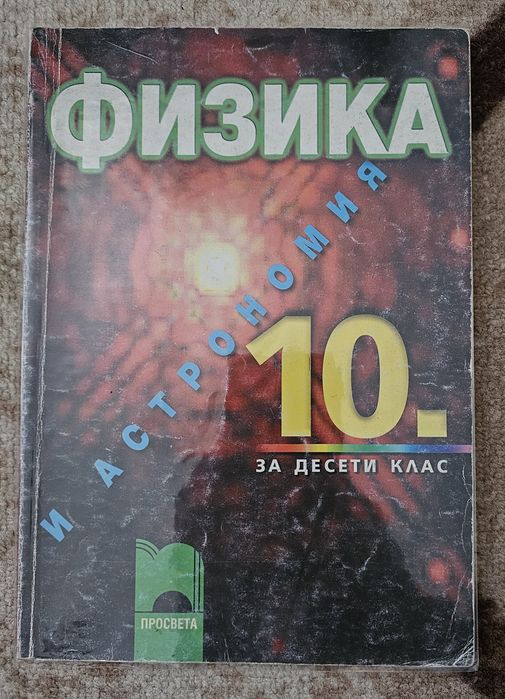 ФИЗИКА
И АСТРОНОМИЯ
10.
ЗА ДЕСЕТИ КЛАС
ПРОСВЕТА